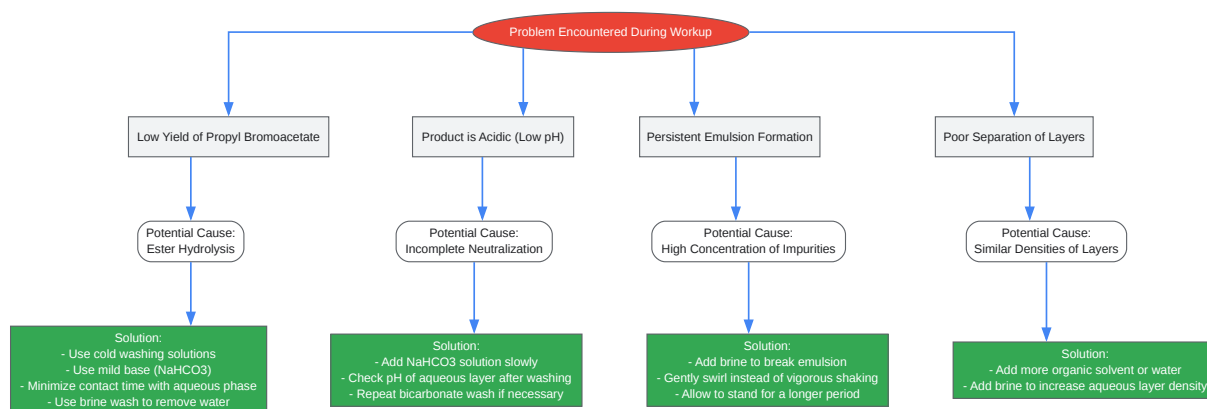 Problem Encountered During Workup
Low Yield of Propyl Bromoacetate
Product is Acidic (Low pH)
Persistent Emulsion Formation
Poor Separation of Layers
Potential Cause:
Ester Hydrolysis
Potential Cause:
Incomplete Neutralization
Potential Cause:
High Concentration of Impurities
Potential Cause:
Similar Densities of Layers
Solution:
- Use cold washing solutions
- Use mild base (NaHCO3)
- Minimize contact time with aqueous phase
- Use brine wash to remove water
Solution:
- Add NaHCO3 solution slowly
- Check pH of aqueous layer after washing
- Repeat bicarbonate wash if necessary
Solution:
- Add brine to break emulsion
- Gently swirl instead of vigorous shaking
- Allow to stand for a longer period
Solution:
- Add more organic solvent or water
- Add brine to increase aqueous layer density